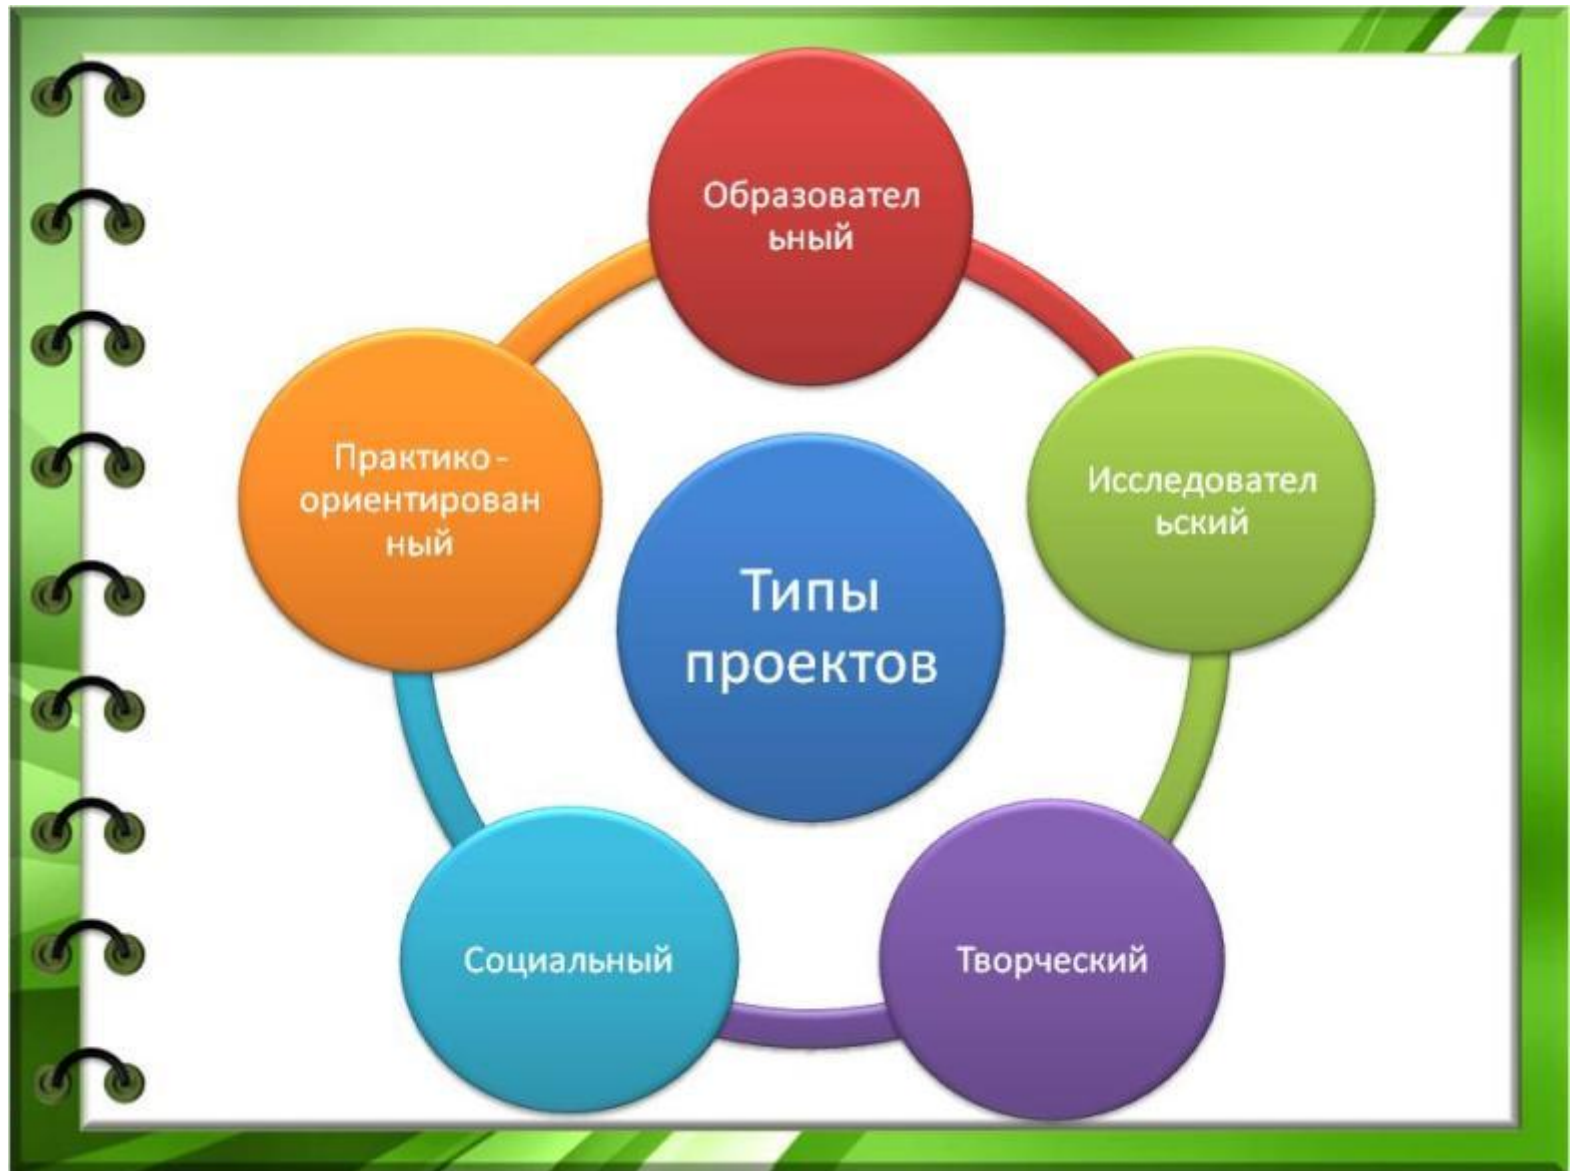 Образовател
ьный
Практико-
ориентирован
ный
Исследовател
ьский
Типы
проектов
Социальный
Творческий